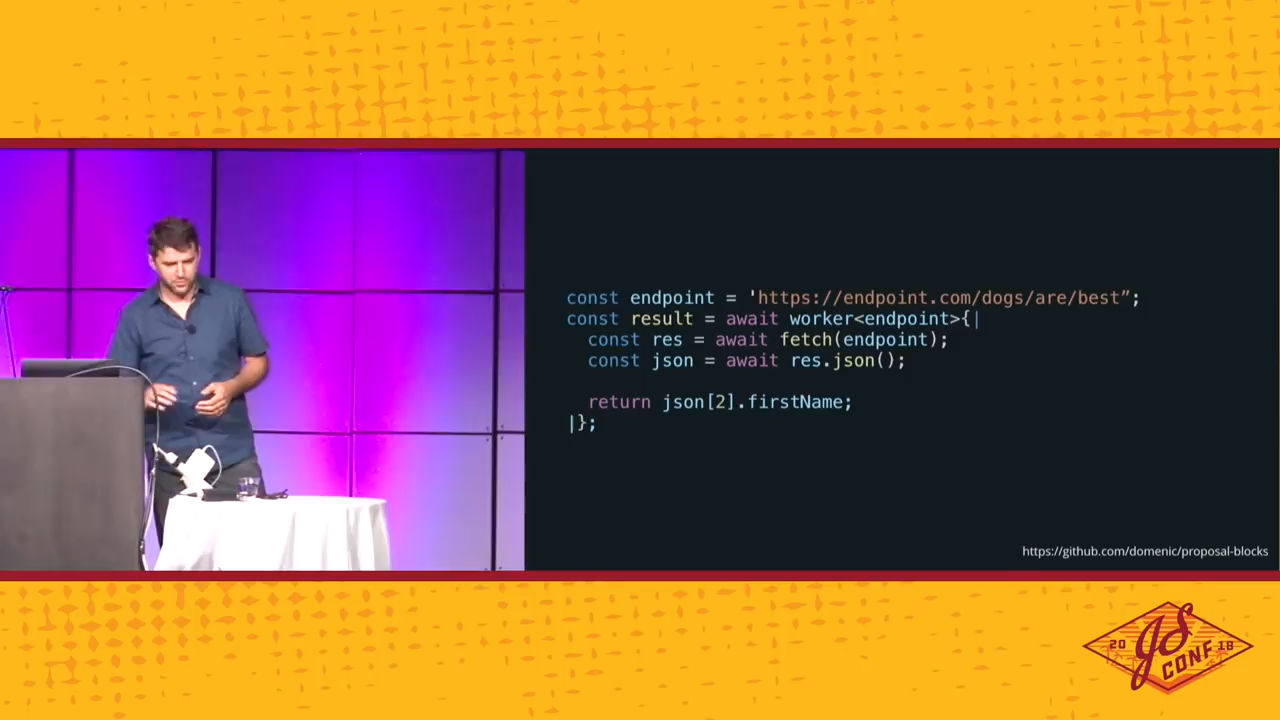 const endpoint = 'https://endpoint.com/dogs/are/best”;
const result = await worker<endpoint>{|
const res = await fetch(endpoint);
const json = await res.json();
return json[2].firstName;
|};
https://github.com/domenic/proposal-blocks
20 JS CONF 18